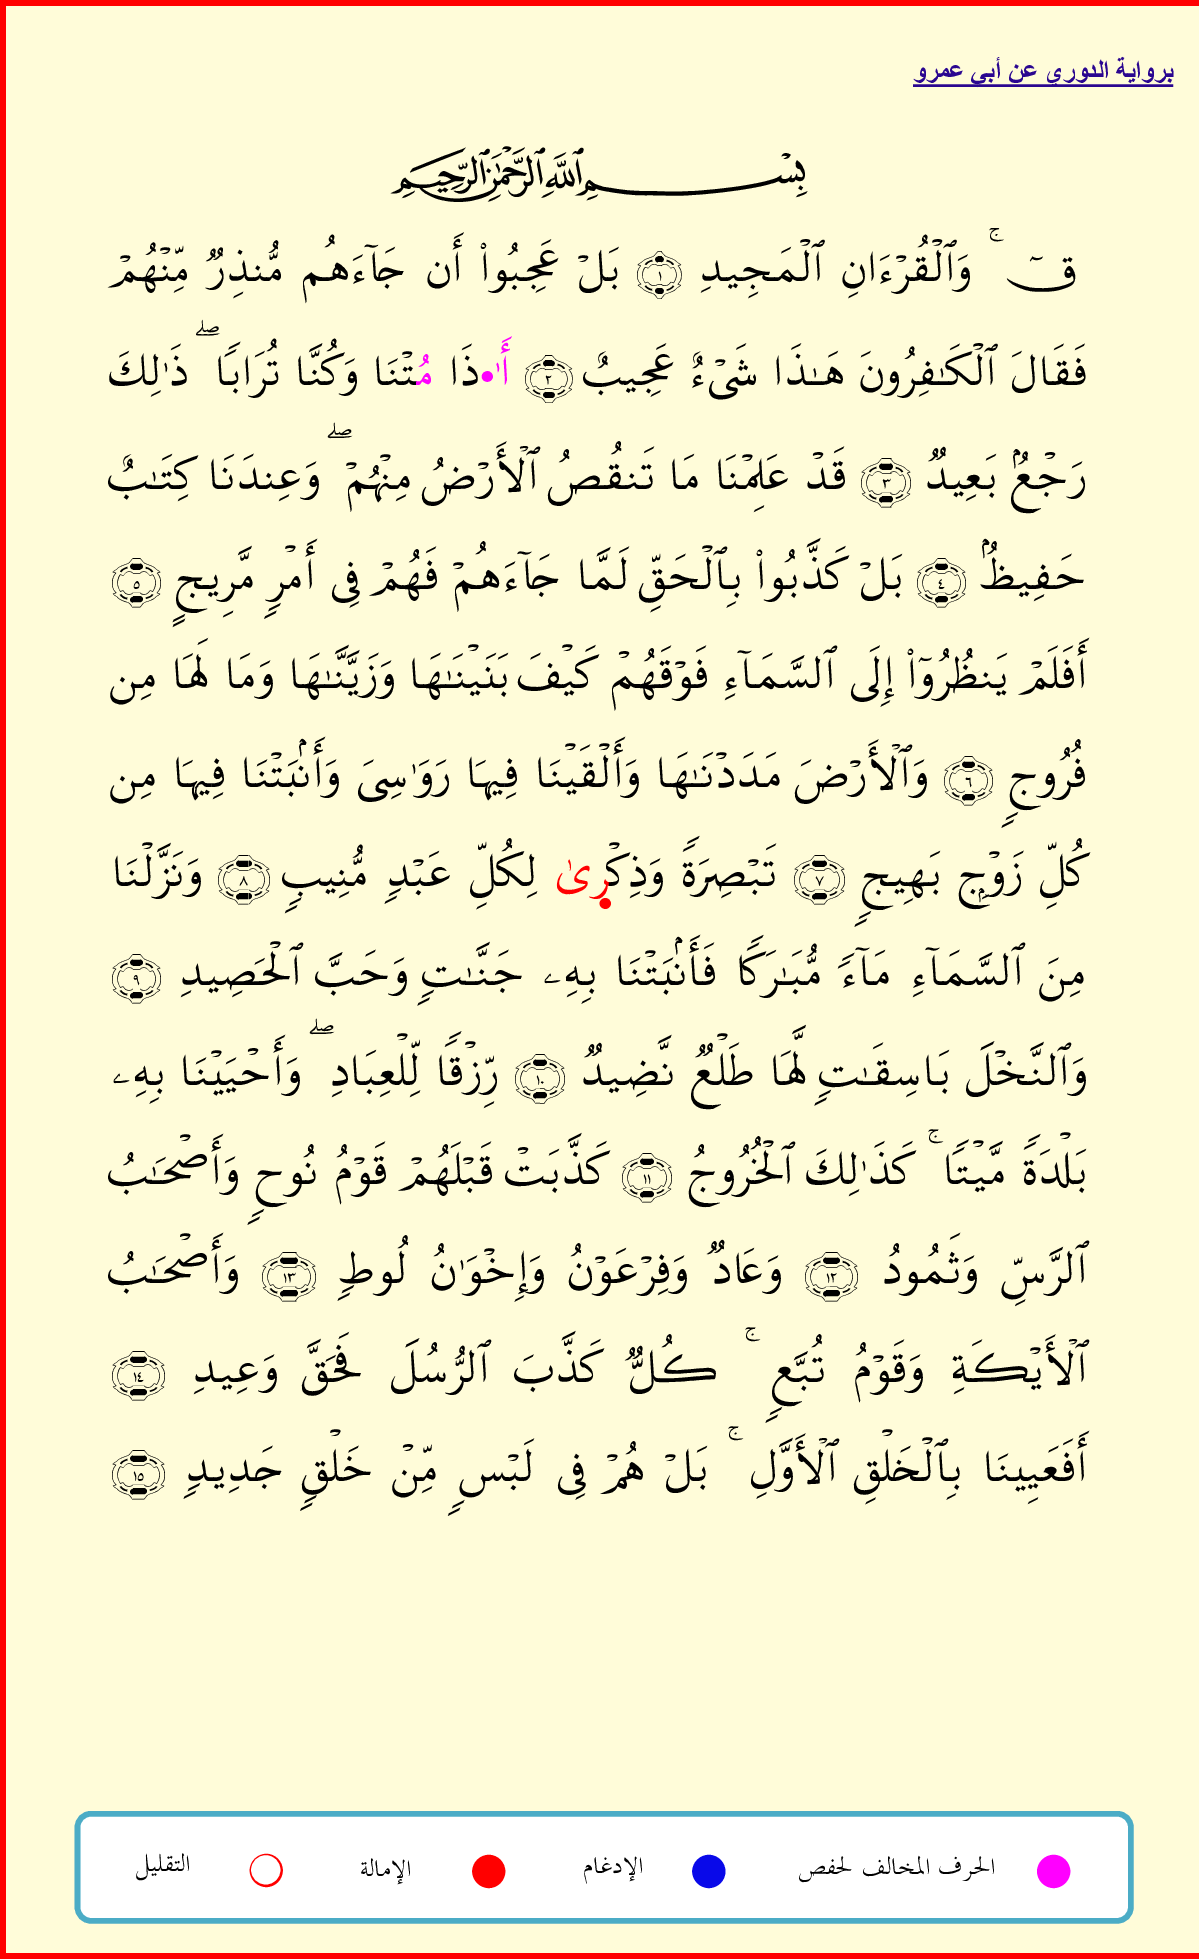 برواية الدوري عن أبي عمرو
بِسْمِ ٱللَّهِ ٱلرَّحْمَٰنِ ٱلرَّحِيمِ
قٓ ۚ وَٱلْقُرْءَانِ ٱلْمَجِيدِ ١ بَلْ عَجِبُوا۟ أَن جَآءَهُم مُّنذِرٌ مِّنْهُمْ
فَقَالَ ٱلْكَـٰفِرُونَ هَـٰذَا شَىْءٌ عَجِيبٌ ٢ أَٰ•ذَا مُتْنَا وَكُنَّا تُرَابًا ۖ ذَٰلِكَ
رَجْعٌۢ بَعِيدٌ ٣ قَدْ عَلِمْنَا مَا تَنقُصُ ٱلْأَرْضُ مِنْهُمْ ۖ وَعِندَنَا كِتَـٰبٌ
حَفِيظٌۢ ٤ بَلْ كَذَّبُوا۟ بِٱلْحَقِّ لَمَّا جَآءَهُمْ فَهُمْ فِى أَمْرٍ مَّرِيجٍ ٥
أَفَلَمْ يَنظُرُوٓا۟ إِلَى ٱلسَّمَآءِ فَوْقَهُمْ كَيْفَ بَنَيْنَـٰهَا وَزَيَّنَّـٰهَا وَمَا لَهَا مِن
فُرُوجٍ ٦ وَٱلْأَرْضَ مَدَدْنَـٰهَا وَأَلْقَيْنَا فِيهَا رَوَٰسِىَ وَأَنۢبَتْنَا فِيهَا مِن
كُلِّ زَوْجٍۭ بَهِيجٍ ٧ تَبْصِرَةً وَذِكْرِىٰ لِكُلِّ عَبْدٍ مُّنِيبٍ ٨ وَنَزَّلْنَا
مِنَ ٱلسَّمَآءِ مَآءً مُّبَـٰرَكًا فَأَنۢبَتْنَا بِهِۦ جَنَّـٰتٍ وَحَبَّ ٱلْحَصِيدِ ٩
وَٱلنَّخْلَ بَاسِقَـٰتٍ لَّهَا طَلْعٌ نَّضِيدٌ ١٠ رِّزْقًا لِّلْعِبَادِ ۖ وَأَحْيَيْنَا بِهِۦ
بَلْدَةً مَّيْتًا ۚ كَذَٰلِكَ ٱلْخُرُوجُ ١١ كَذَّبَتْ قَبْلَهُمْ قَوْمُ نُوحٍ وَأَصْحَـٰبُ
ٱلرَّسِّ وَثَمُودُ ١٢ وَعَادٌ وَفِرْعَوْنُ وَإِخْوَٰنُ لُوطٍ ١٣ وَأَصْحَـٰبُ
ٱلْأَيْكَةِ وَقَوْمُ تُبَّعٍ ۚ كُلٌّ كَذَّبَ ٱلرُّسُلَ فَحَقَّ وَعِيدِ ١٤
أَفَعَيِينَا بِٱلْخَلْقِ ٱلْأَوَّلِ ۚ بَلْ هُمْ فِى لَبْسٍ مِّنْ خَلْقٍ جَدِيدٍ ١٥
الحرف المخالف لحفص الإدغام الإمالة التقليل